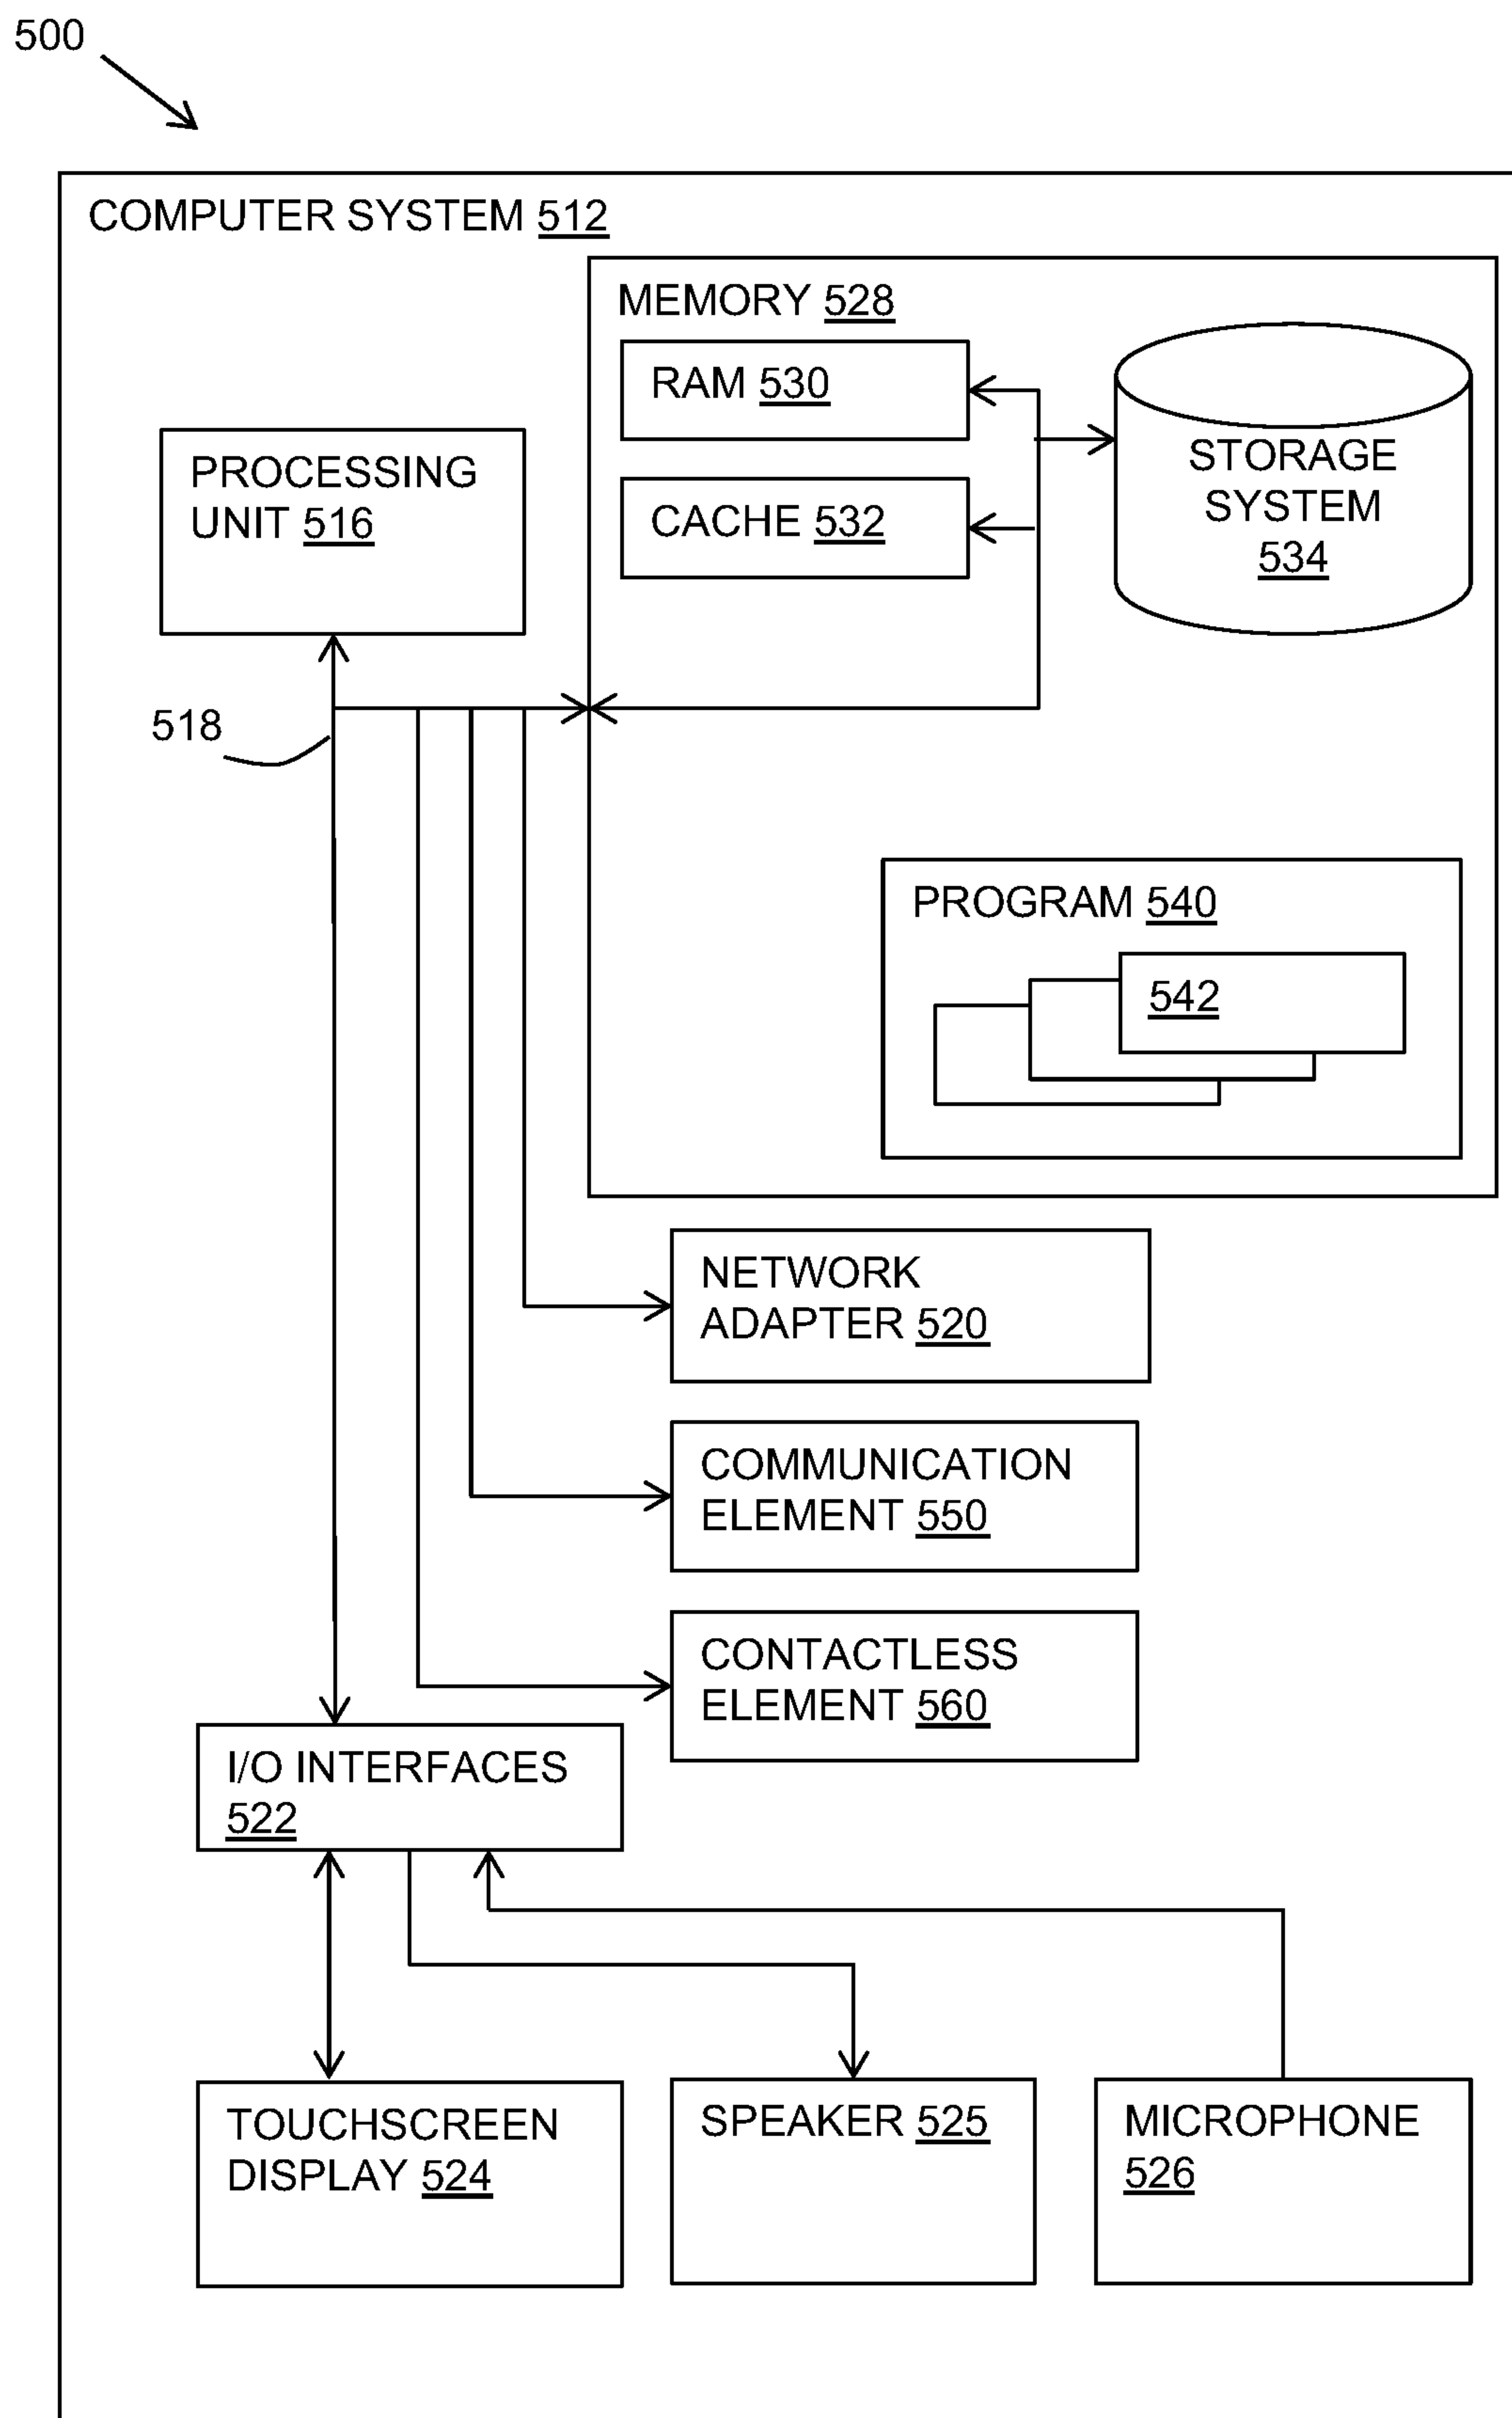 500
COMPUTER SYSTEM 512
MEMORY 528
RAM 530
CACHE 532
STORAGE
SYSTEM
534
PROCESSING
UNIT 516
518
PROGRAM 540
542
NETWORK
ADAPTER 520
COMMUNICATION
ELEMENT 550
CONTACTLESS
ELEMENT 560
I/O INTERFACES
522
TOUCHSCREEN
DISPLAY 524
SPEAKER 525
MICROPHONE
526